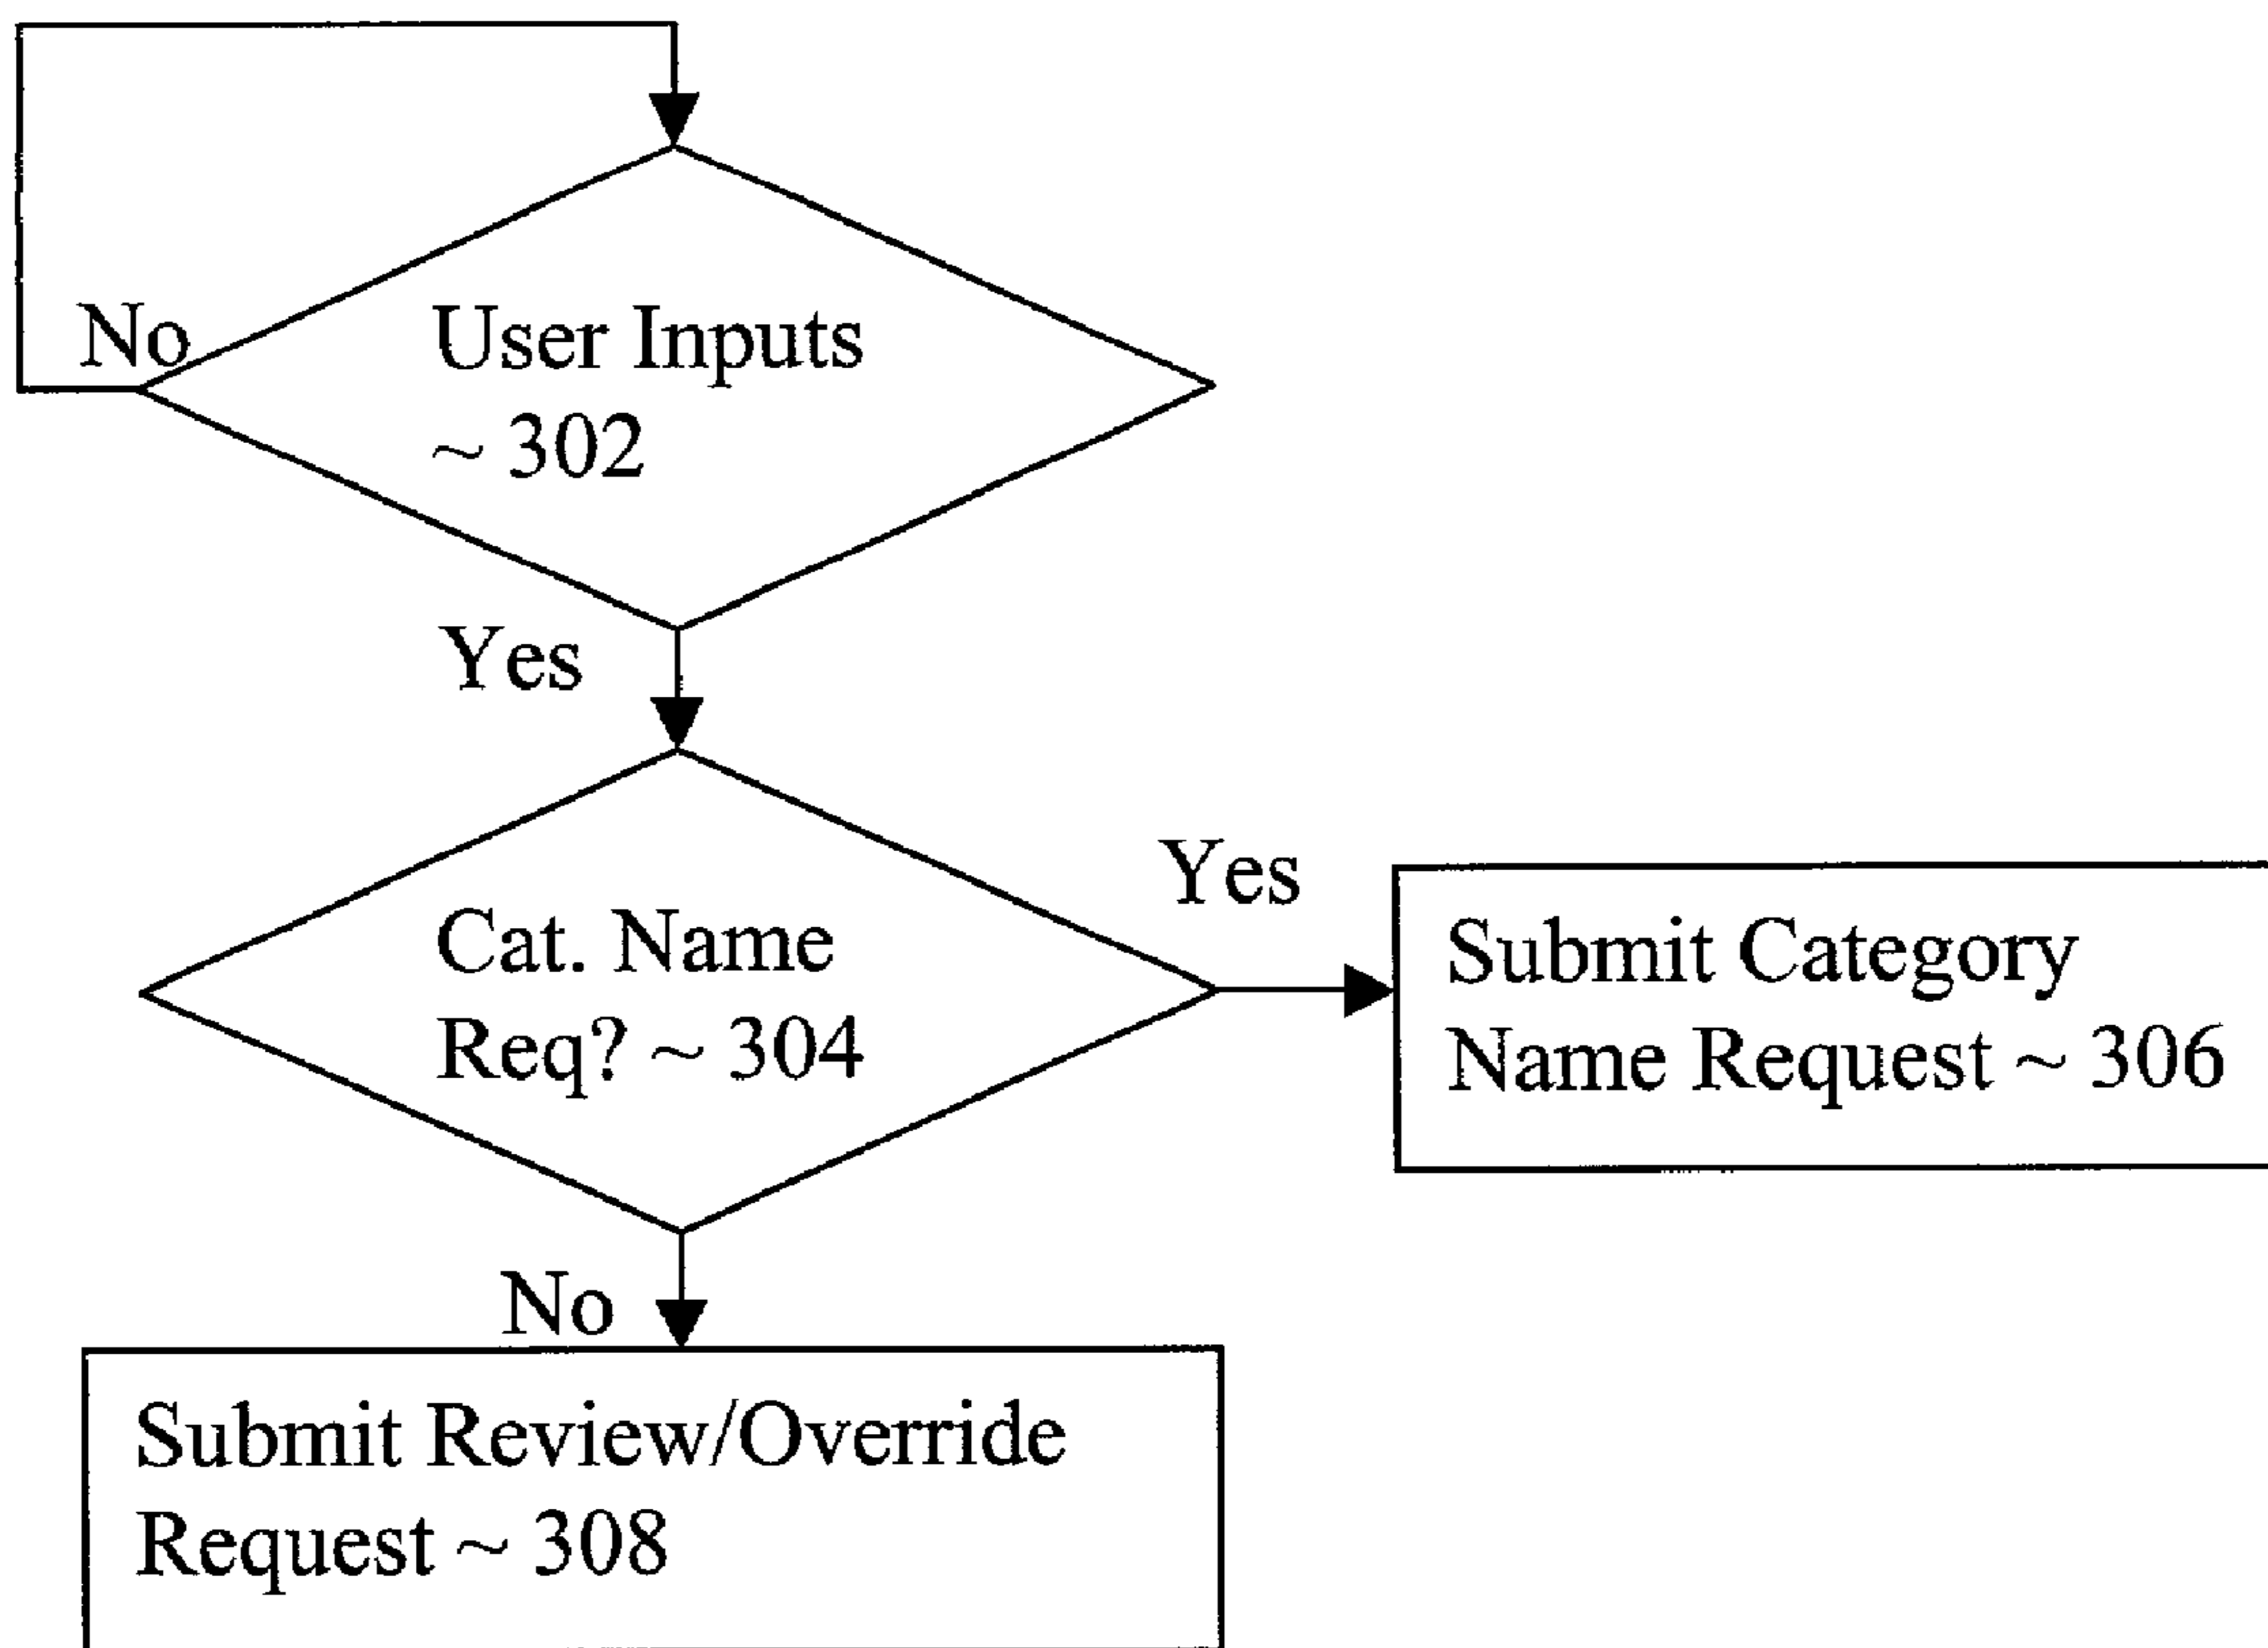 No
User Inputs
~ 302
Yes
Cat. Name
Req? ~ 304
Yes
Submit Category
Name Request ~ 306
No
Submit Review/Override
Request ~ 308